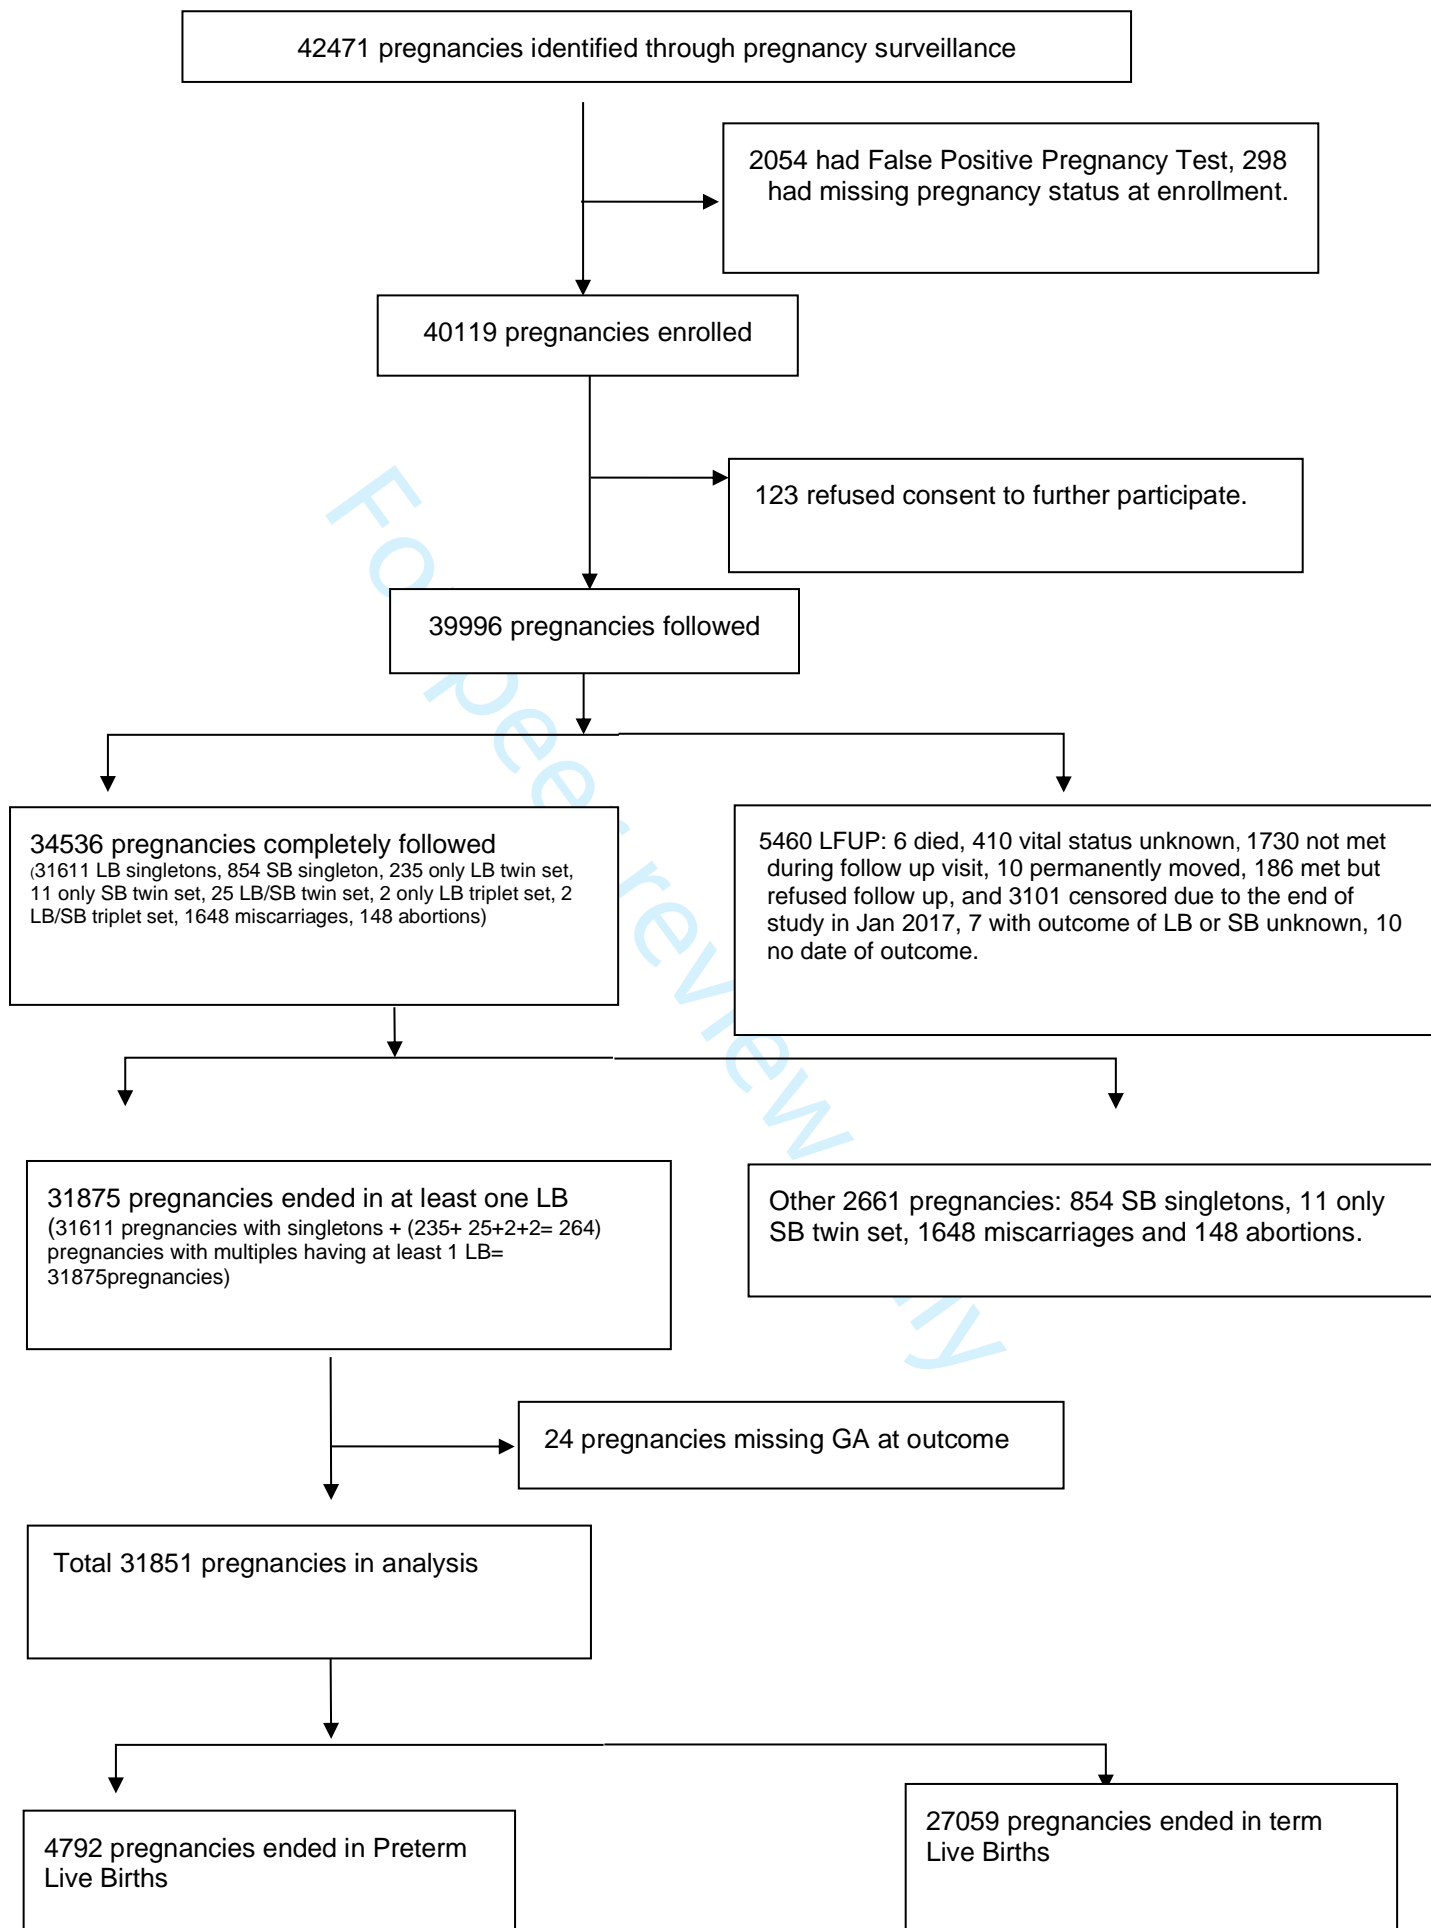 42471 pregnancies identified through pregnancy surveillance
2054 had False Positive Pregnancy Test, 298
had missing pregnancy status at enrollment.
40119 pregnancies enrolled
123 refused consent to further participate.
39996 pregnancies followed
34536 pregnancies completely followed
(31611 LB singletons, 854 SB singleton, 235 only LB twin set,
11 only SB twin set, 25 LB/SB twin set, 2 only LB triplet set, 2
LB/SB triplet set, 1648 miscarriages, 148 abortions)
5460 LFUP: 6 died, 410 vital status unknown, 1730 not met
during follow up visit, 10 permanently moved, 186 met but
refused follow up, and 3101 censored due to the end of
study in Jan 2017, 7 with outcome of LB or SB unknown, 10
no date of outcome.
31875 pregnancies ended in at least one LB
(31611 pregnancies with singletons + (235+ 25+2+2= 264)
pregnancies with multiples having at least 1 LB=
31875pregnancies)
Other 2661 pregnancies: 854 SB singletons, 11 only
SB twin set, 1648 miscarriages and 148 abortions.
24 pregnancies missing GA at outcome
Total 31851 pregnancies in analysis
4792 pregnancies ended in Preterm
Live Births
27059 pregnancies ended in term
Live Births
For peer review only